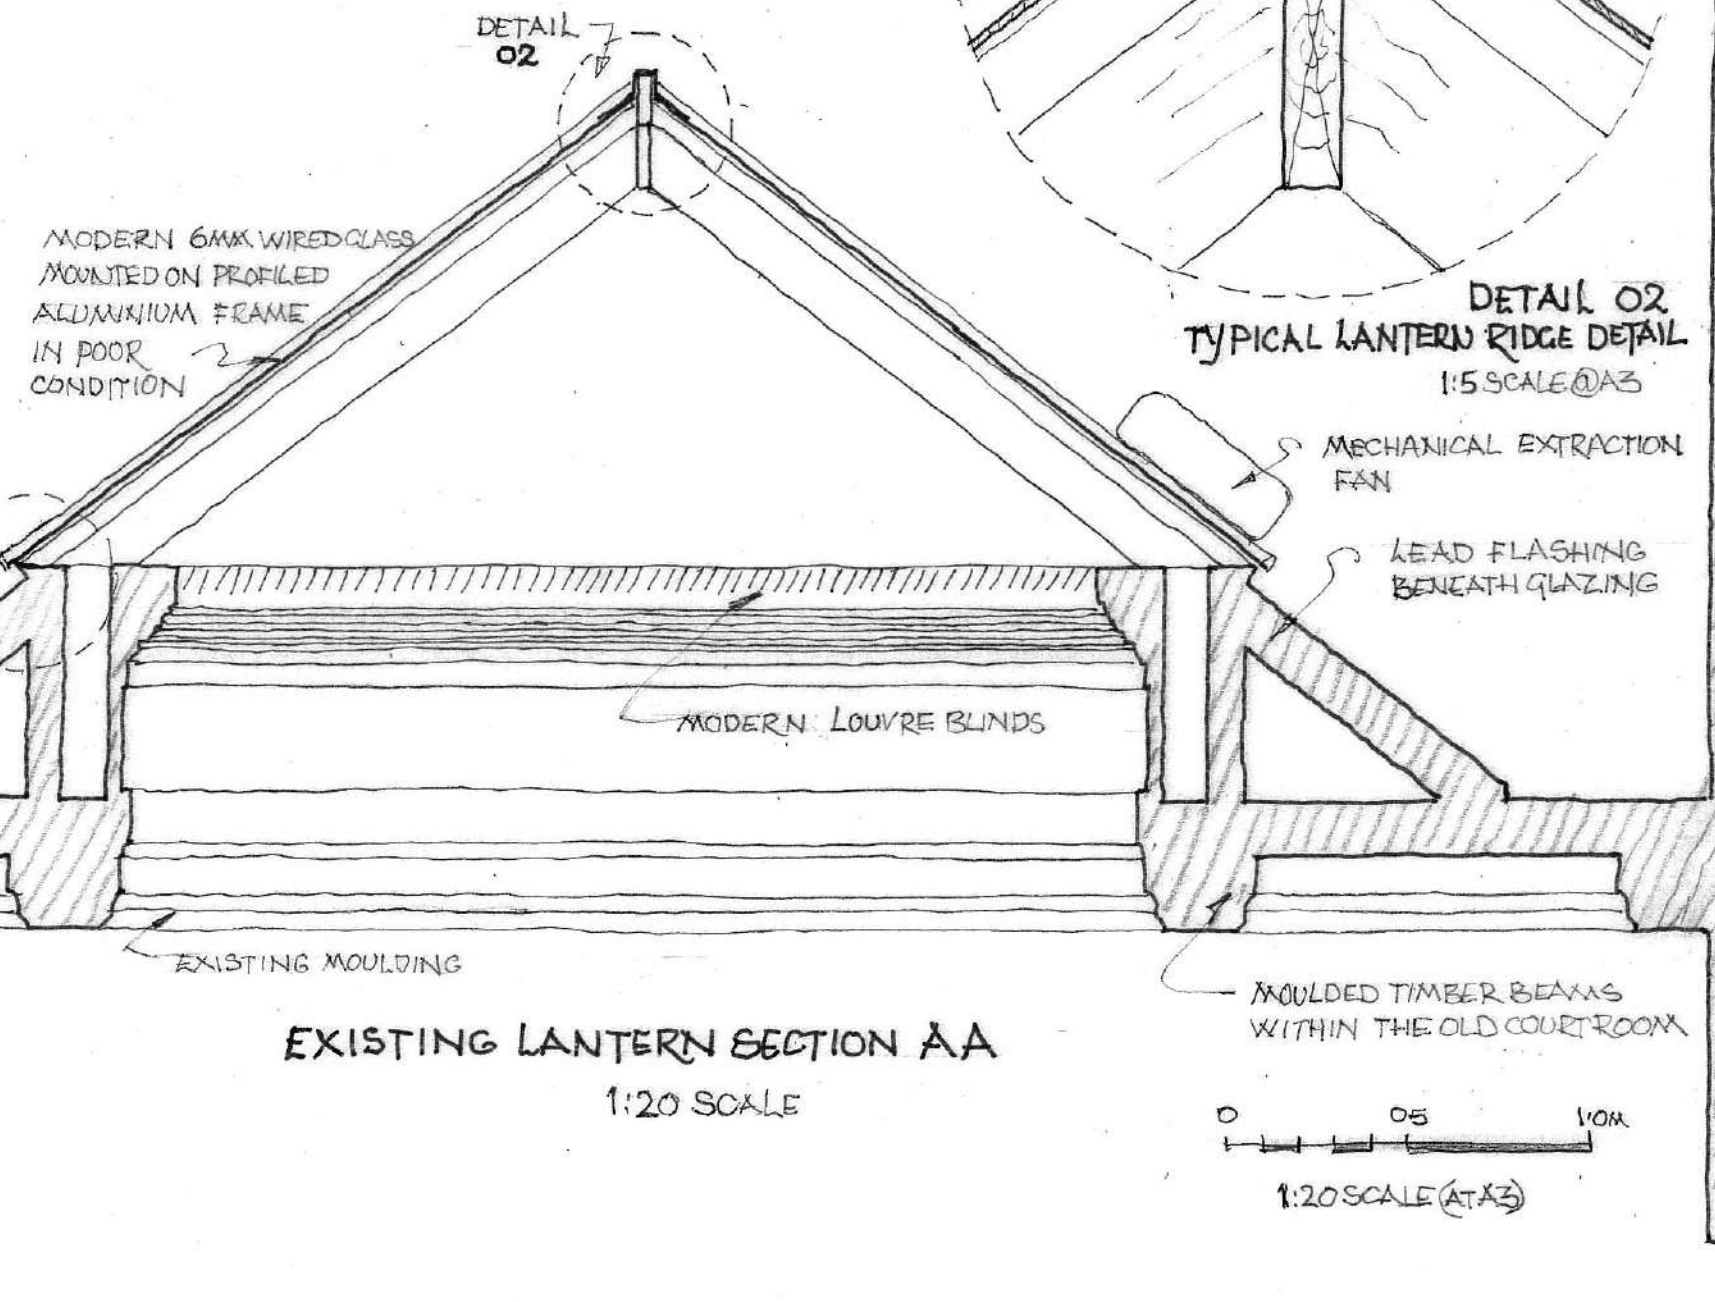 DETAIL
02
MODERN 6MM WIRED GLASS
MOUNTED ON PROFILED
ALUMINIUM FRAME
IN POOR
CONDITION
DETAIL 02
TYPICAL LANTERN RIDGE DETAIL
1:5 SCALE @ A3
MECHANICAL EXTRACTION
FAN
LEAD FLASHING
BENEATH GLAZING
MODERN LOUVRE BLINDS
EXISTING MOULDING
MOULDED TIMBER BEAMS
WITHIN THE OLD COURTROOM
EXISTING LANTERN SECTION AA
1:20 SCALE
0 05 1.0M
1:20 SCALE (AT A3)